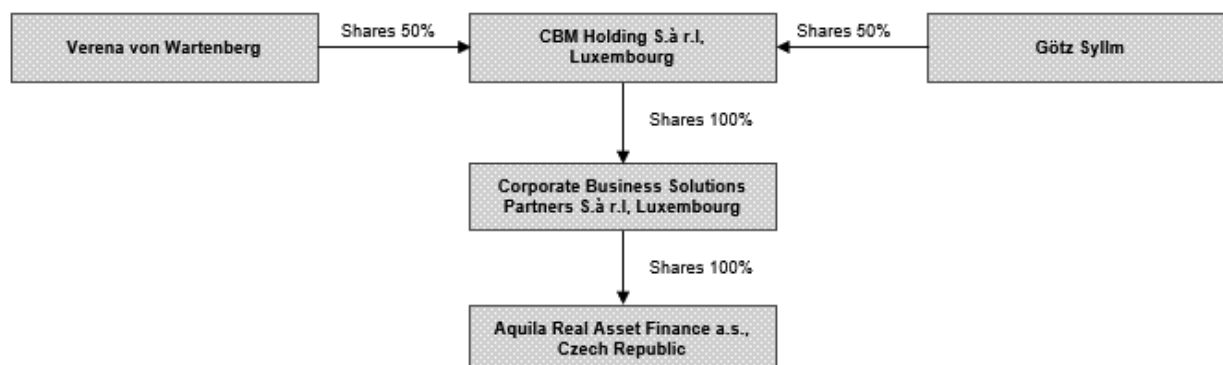 Verena von Wartenberg
Shares 50%
CBM Holding S.à r.l,
Luxembourg
Shares 50%
Götz Syllm
Shares 100%
Corporate Business Solutions
Partners S.à r.l, Luxembourg
Shares 100%
Aquila Real Asset Finance a.s.,
Czech Republic